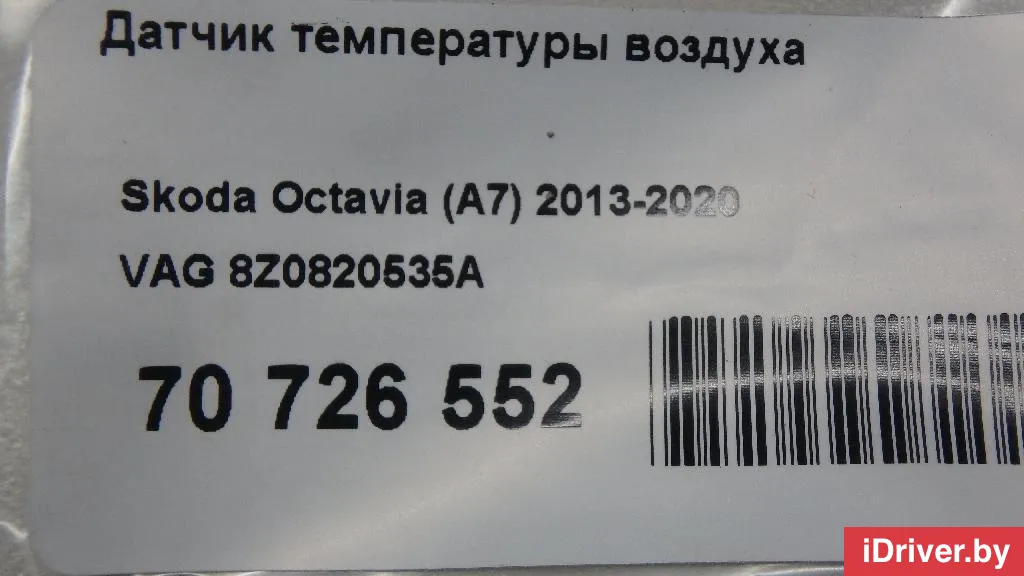 Датчик температуры воздуха
Skoda Octavia (A7) 2013-2020
VAG 8Z0820535A
70 726 552
iDriver.by